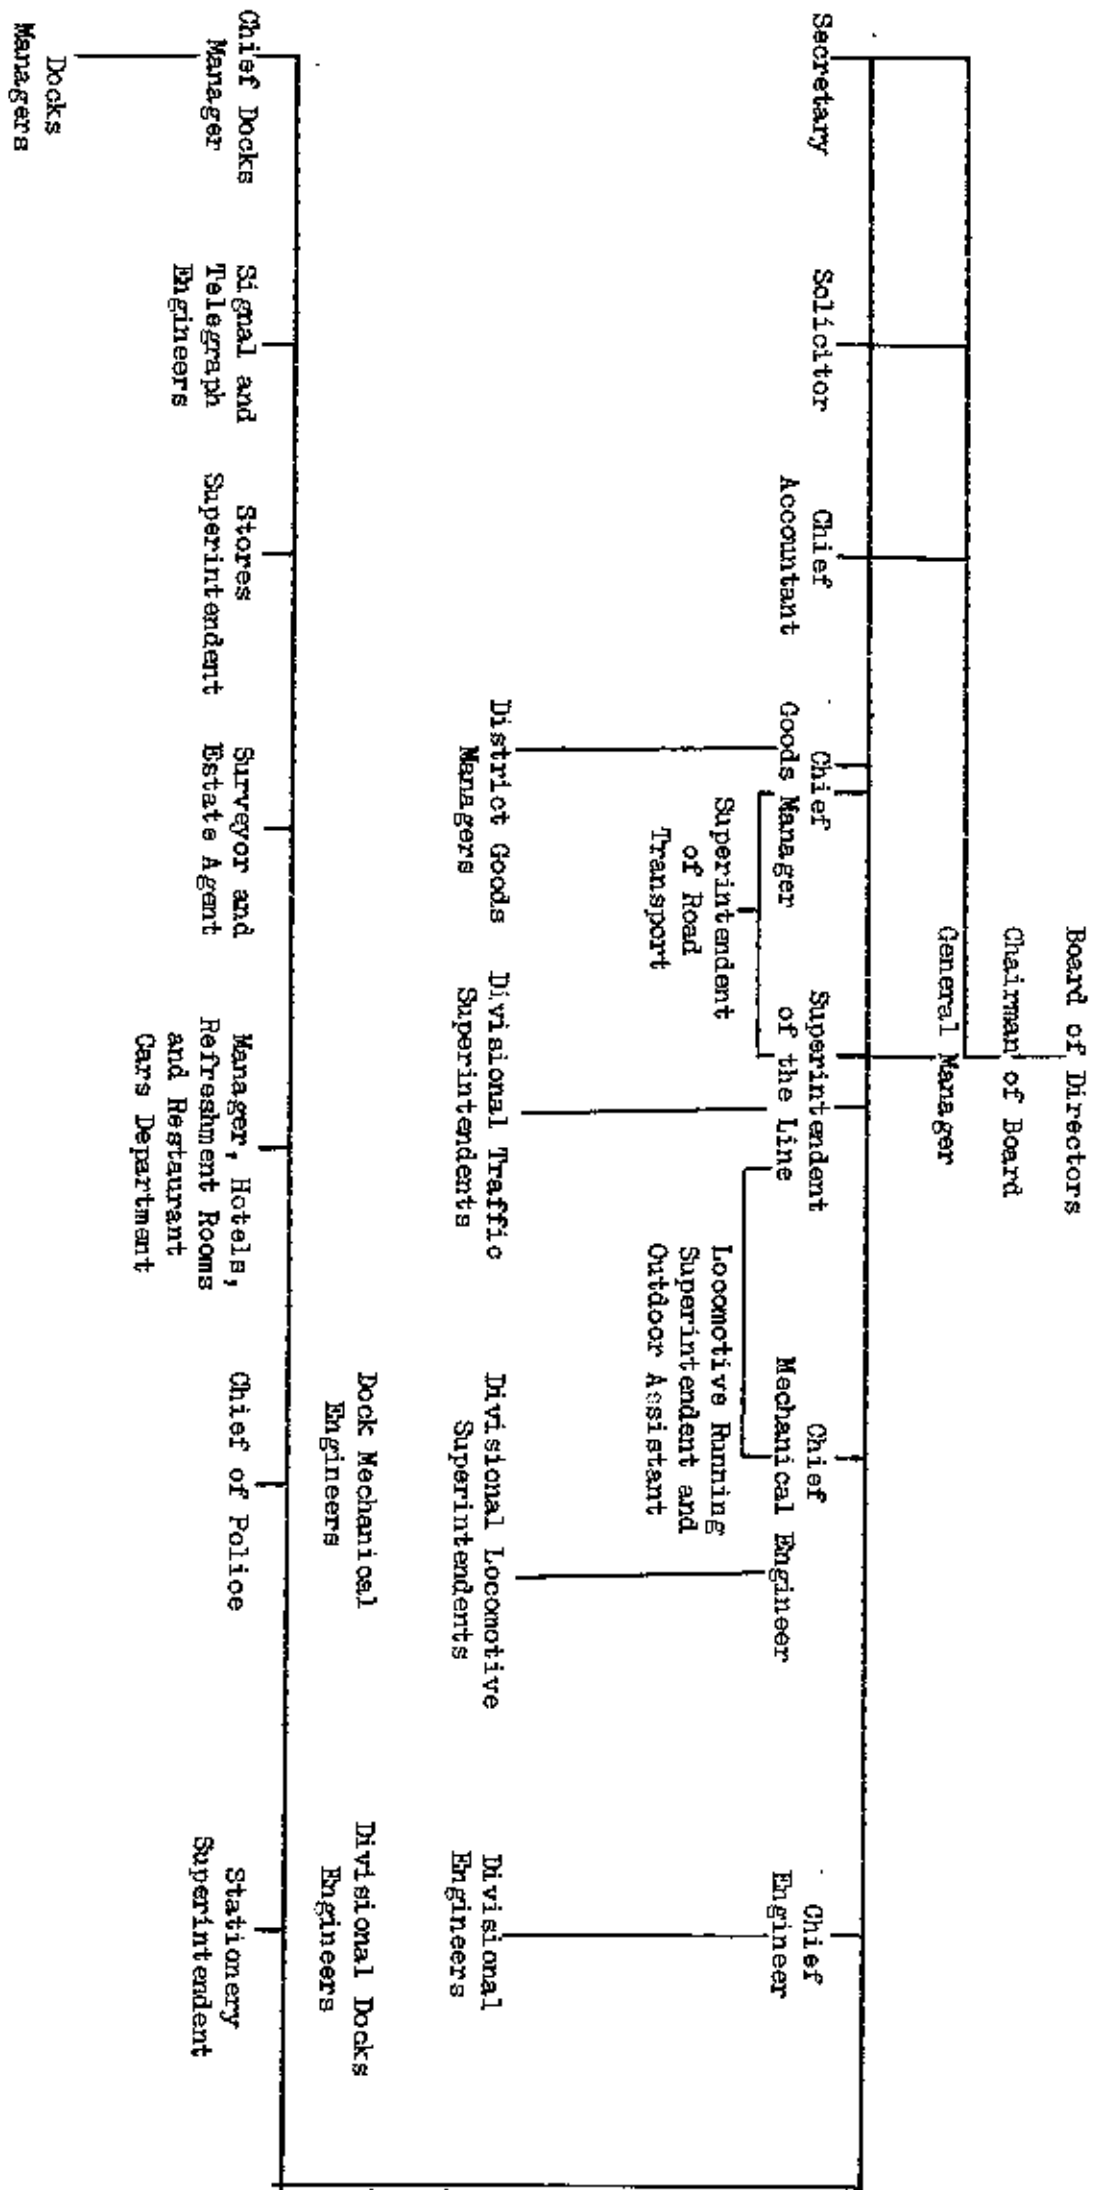 Board of Directors
Chairman of Board
General Manager
Secretary
Solicitor
Chief
Accountant
Chief
Goods Manager
Superintendent
of the Line
Chief
Mechanical Engineer
Chief
Engineer
Superintendent
of Road
Transport
Locomotive Running
Superintendent and
Outdoor Assistant
District Goods
Managers
Divisional Traffic
Superintendents
Divisional Locomotive
Superintendents
Divisional
Engineers
Dock Mechanical
Engineers
Divisional Docks
Engineers
Chief Docks
Manager
Signal and
Telegraph
Engineers
Stores
Superintendent
Surveyor and
Estate Agent
Manager, Hotels,
Refreshment Rooms
and Restaurant
Cars Department
Chief of Police
Stationery
Superintendent
Docks
Managers